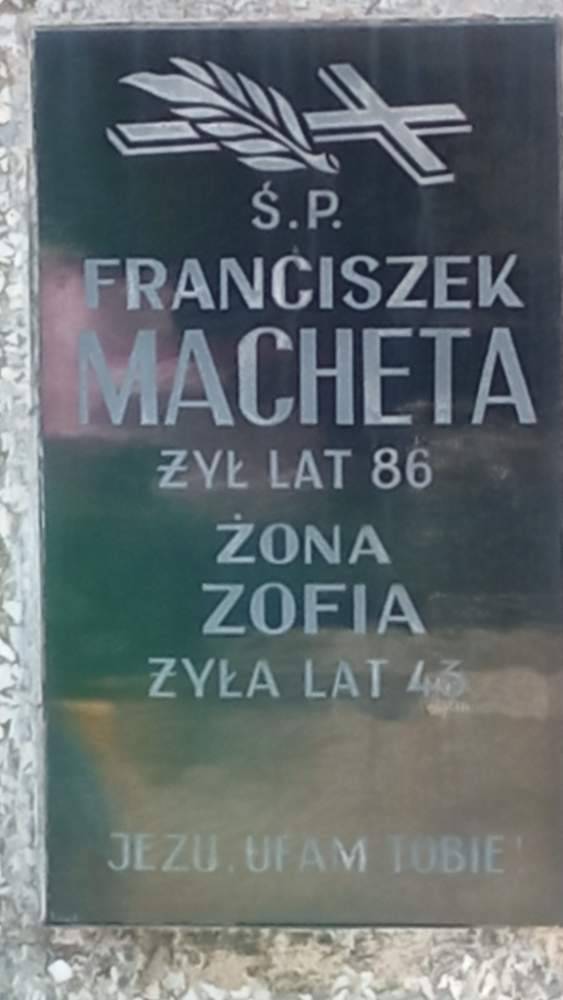 Ś.P.
FRANCISZEK
MACHETA
ŻYŁ LAT 86
ŻONA
ZOFIA
ŻYŁA LAT 43
JEZU, UFAM TOBIE!